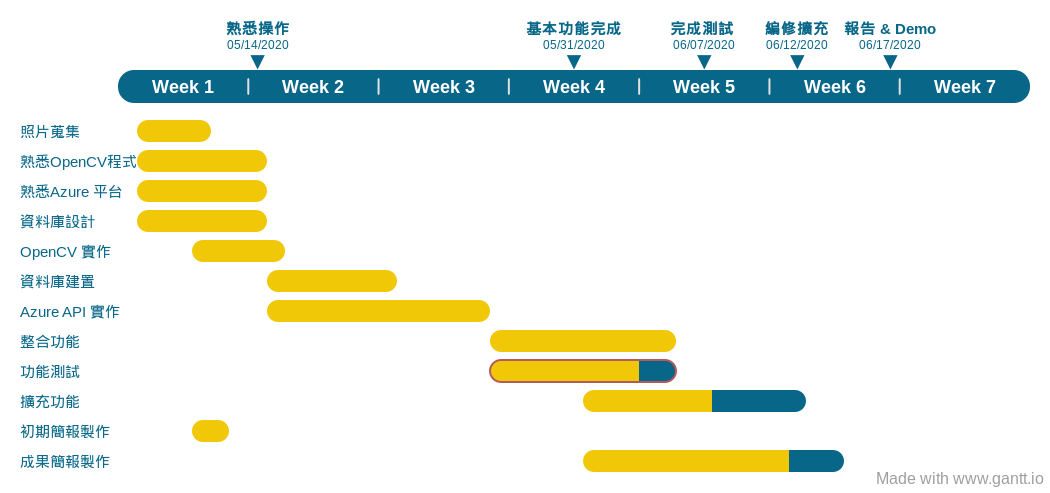 熟悉操作
05/14/2020
基本功能完成
05/31/2020
完成測試
06/07/2020
編修擴充
06/12/2020
報告 & Demo
06/17/2020
Week 1
Week 2
Week 3
Week 4
Week 5
Week 6
Week 7
照片蒐集
熟悉OpenCV程式
熟悉Azure 平台
資料庫設計
OpenCV 實作
資料庫建置
Azure API 實作
整合功能
功能測試
擴充功能
初期簡報製作
成果簡報製作
Made with www.gantt.io